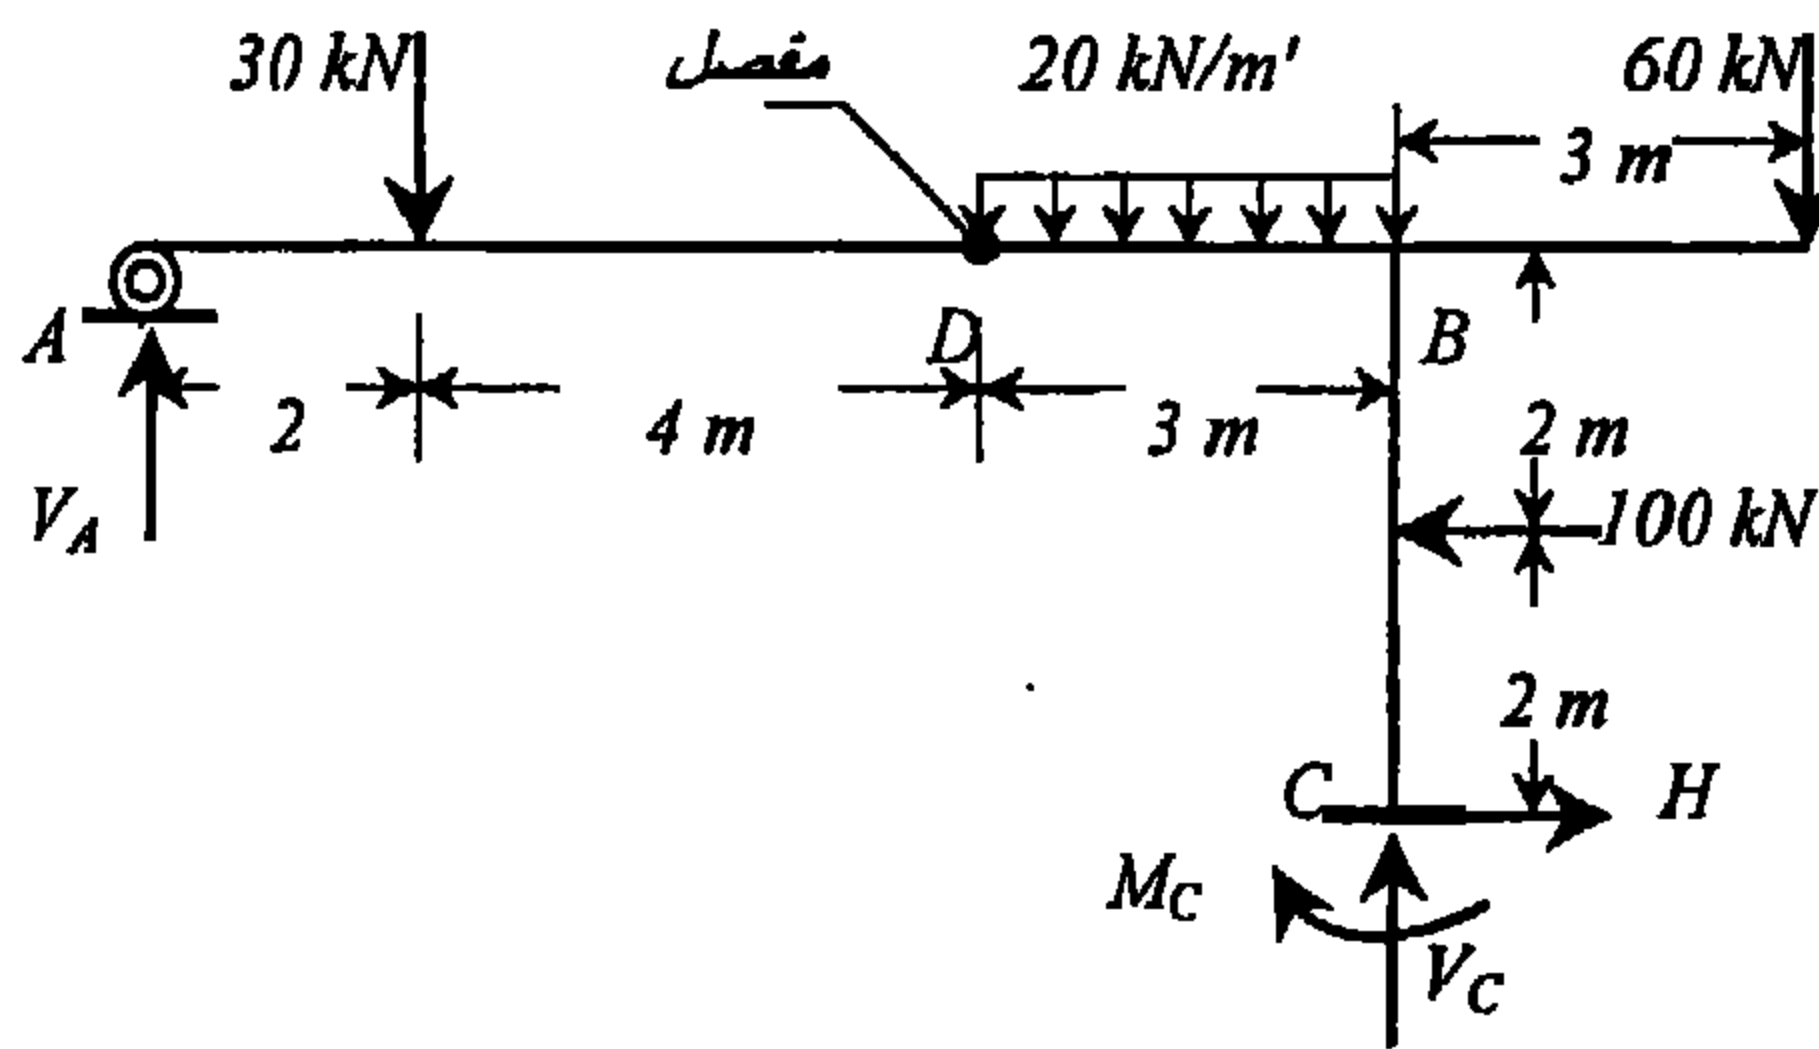 30 kN مفصل 20 kN/m' 60 kN
3 m
A D B
2 4 m 3 m 2 m
V_A 100 kN
2 m
C H
M_C
V_C